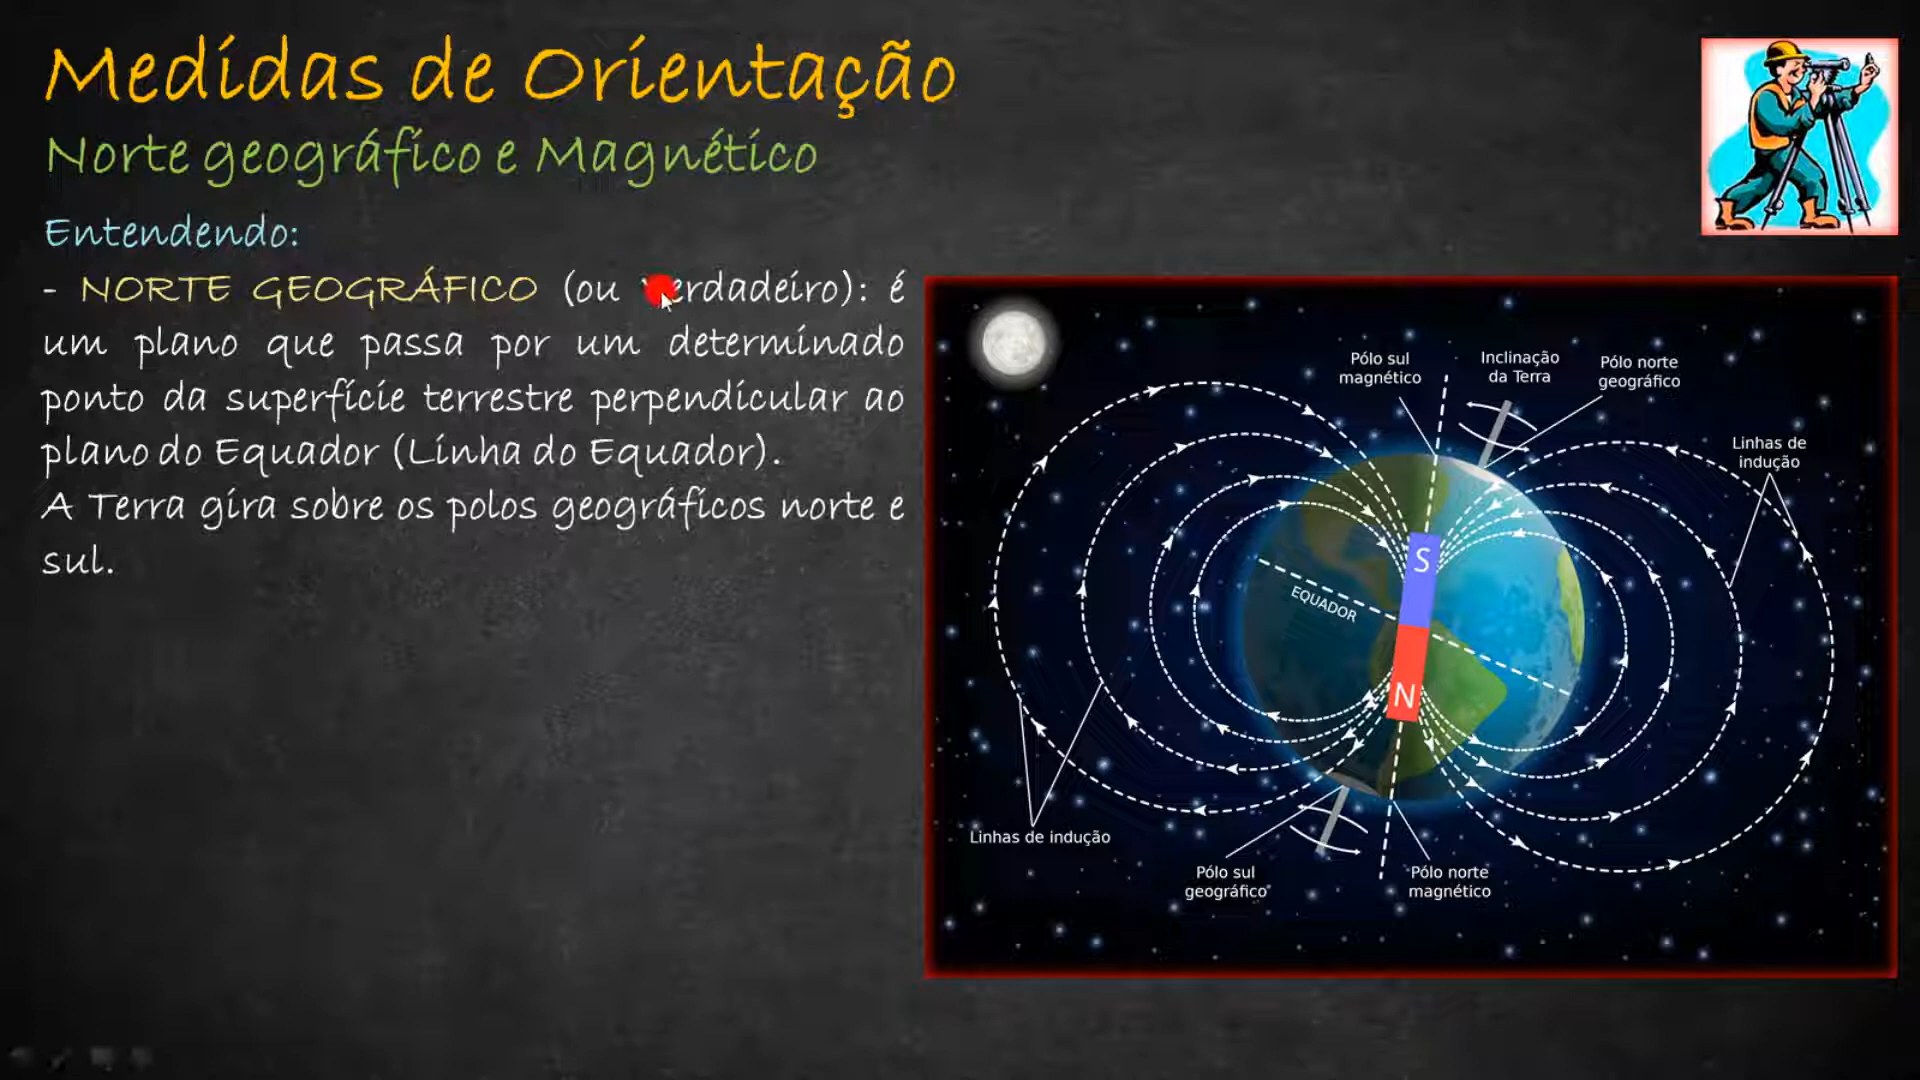 Medidas de Orientação
Norte geográfico e Magnético
Entendendo:
- NORTE GEOGRÁFICO (ou verdadeiro): é
um plano que passa por um determinado
ponto da superfície terrestre perpendicular ao
plano do Equador (Linha do Equador).
A Terra gira sobre os polos geográficos norte e
sul.
Pólo sul
magnético
Inclinação
da Terra
Pólo norte
geográfico
Linhas de
indução
S
EQUADOR
N
Linhas de indução
Pólo sul
geográfico
Pólo norte
magnético